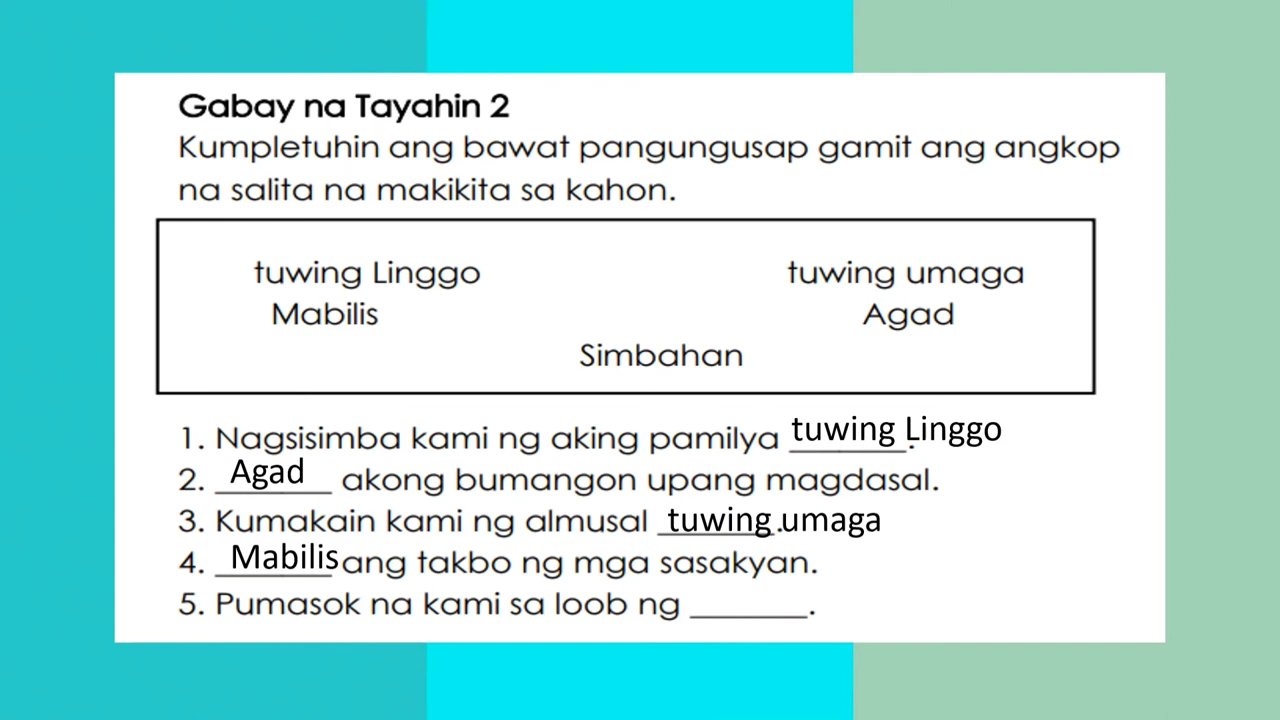 Gabay na Tayahin 2
Kumpletuhin ang bawat pangungusap gamit ang angkop
na salita na makikita sa kahon.
tuwing Linggo tuwing umaga
Mabilis Agad
Simbahan
1. Nagsisimba kami ng aking pamilya tuwing Linggo.
2. Agad akong bumangon upang magdasal.
3. Kumakain kami ng almusal tuwing umaga.
4. Mabilis ang takbo ng mga sasakyan.
5. Pumasok na kami sa loob ng ________.